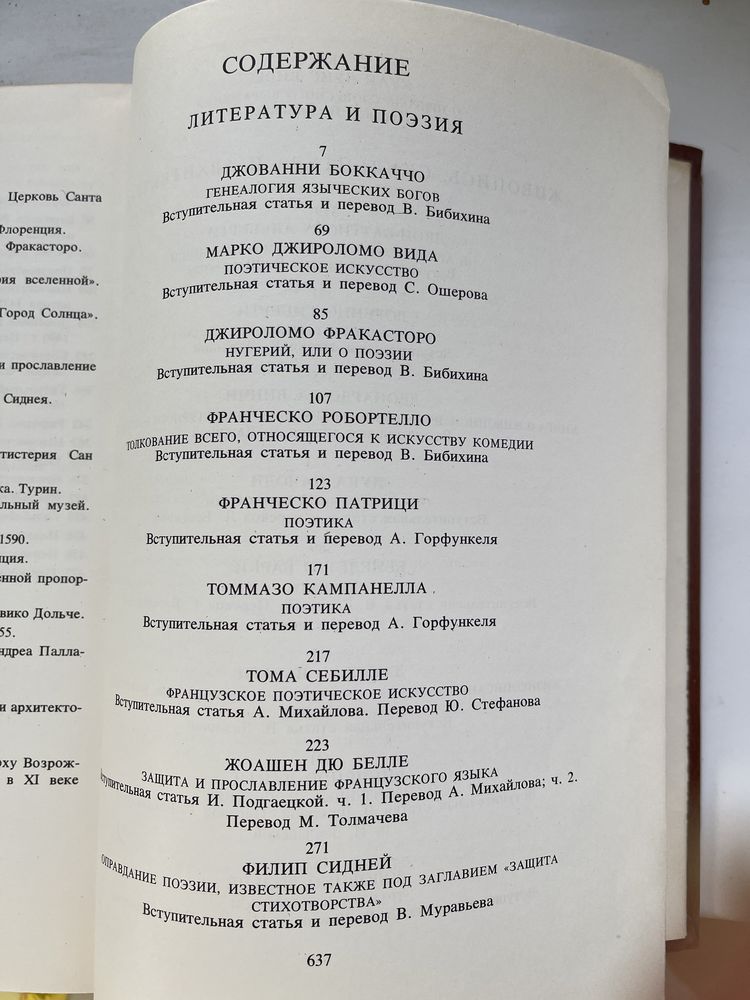 Церковь Санта
Флоренция.
Фракасторо.
вселенной».
Город Солнца».
и прославление
Сиднея.
Сан
Турин.
музей.
1590.
пропор-
Дольче.
55.
Палла-
и архитекто-
Возрож-
в XI веке
СОДЕРЖАНИЕ
ЛИТЕРАТУРА И ПОЭЗИЯ
7
ДЖОВАННИ БОККАЧЧО
ГЕНЕАЛОГИЯ ЯЗЫЧЕСКИХ БОГОВ
Вступительная статья и перевод В. Бибихина
69
МАРКО ДЖИРОЛОМО ВИДА
ПОЭТИЧЕСКОЕ ИСКУССТВО
Вступительная статья и перевод С. Ошерова
85
ДЖИРОЛОМО ФРАКАСТОРО
НУГЕРИЙ, ИЛИ О ПОЭЗИИ
Вступительная статья и перевод В. Бибихина
107
ФРАНЧЕСКО РОБОРТЕЛЛО
ТОЛКОВАНИЕ ВСЕГО, ОТНОСЯЩЕГОСЯ К ИСКУССТВУ КОМЕДИИ
Вступительная статья и перевод В. Бибихина
123
ФРАНЧЕСКО ПАТРИЦИ
ПОЭТИКА
Вступительная статья и перевод А. Горфункеля
171
ТОММАЗО КАМПАНЕЛЛА
ПОЭТИКА
Вступительная статья и перевод А. Горфункеля
217
ТОМА СЕБИЛЛЕ
ФРАНЦУЗСКОЕ ПОЭТИЧЕСКОЕ ИСКУССТВО
Вступительная статья А. Михайлова. Перевод Ю. Стефанова
223
ЖОАШЕН ДЮ БЕЛЛЕ
ЗАЩИТА И ПРОСЛАВЛЕНИЕ ФРАНЦУЗСКОГО ЯЗЫКА
Вступительная статья И. Подгаецкой. ч. 1. Перевод А. Михайлова; ч. 2.
Перевод М. Толмачева
271
ФИЛИП СИДНЕЙ
ОПРАВДАНИЕ ПОЭЗИИ, ИЗВЕСТНОЕ ТАКЖЕ ПОД ЗАГЛАВИЕМ «ЗАЩИТА
СТИХОТВОРСТВА»
Вступительная статья и перевод В. Муравьева
637